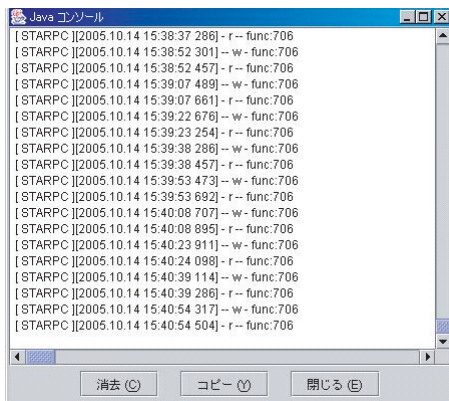 Java コンソール
[ STARPC ][2005.10.14 15:38:37 286] - r -- func:706
[ STARPC ][2005.10.14 15:38:52 301] -- w - func:706
[ STARPC ][2005.10.14 15:38:52 457] - r -- func:706
[ STARPC ][2005.10.14 15:39:07 489] -- w - func:706
[ STARPC ][2005.10.14 15:39:07 661] - r -- func:706
[ STARPC ][2005.10.14 15:39:22 676] -- w - func:706
[ STARPC ][2005.10.14 15:39:23 254] - r -- func:706
[ STARPC ][2005.10.14 15:39:38 286] -- w - func:706
[ STARPC ][2005.10.14 15:39:38 457] - r -- func:706
[ STARPC ][2005.10.14 15:39:53 473] -- w - func:706
[ STARPC ][2005.10.14 15:39:53 692] - r -- func:706
[ STARPC ][2005.10.14 15:40:08 707] -- w - func:706
[ STARPC ][2005.10.14 15:40:08 895] - r -- func:706
[ STARPC ][2005.10.14 15:40:23 911] -- w - func:706
[ STARPC ][2005.10.14 15:40:24 098] - r -- func:706
[ STARPC ][2005.10.14 15:40:39 114] -- w - func:706
[ STARPC ][2005.10.14 15:40:39 286] - r -- func:706
[ STARPC ][2005.10.14 15:40:54 317] -- w - func:706
[ STARPC ][2005.10.14 15:40:54 504] - r -- func:706
消去 (C) コピー (Y) 閉じる (E)